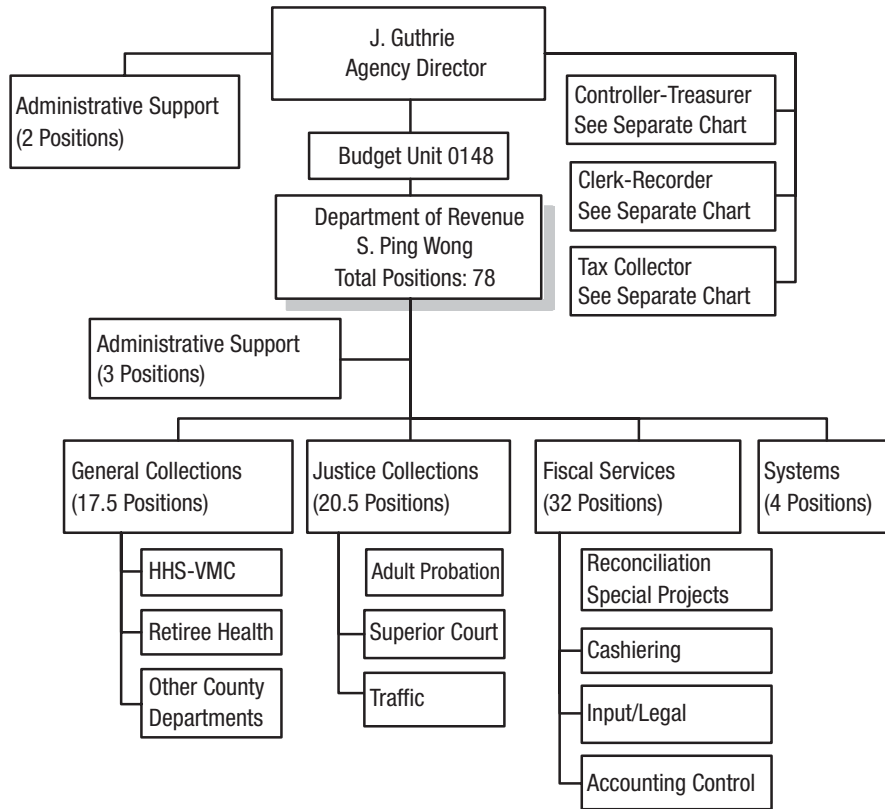 J. Guthrie
Agency Director
Administrative Support
(2 Positions)
Controller-Treasurer
See Separate Chart
Budget Unit 0148
Clerk-Recorder
See Separate Chart
Department of Revenue
S. Ping Wong
Total Positions: 78
Tax Collector
See Separate Chart
Administrative Support
(3 Positions)
General Collections
(17.5 Positions)
Justice Collections
(20.5 Positions)
Fiscal Services
(32 Positions)
Systems
(4 Positions)
HHS-VMC
Retiree Health
Other County
Departments
Adult Probation
Superior Court
Traffic
Reconciliation
Special Projects
Cashiering
Input/Legal
Accounting Control